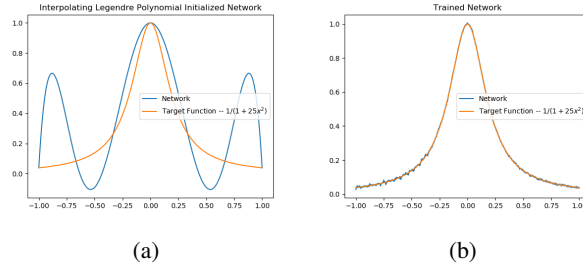 Interpolating Legendre Polynomial Initialized Network
1.0
0.8
0.6
0.4
0.2
0.0
−1.00 −0.75 −0.50 −0.25 0.00 0.25 0.50 0.75 1.00
Network
Target Function -- 1/(1 + 25x²)
(a)
Trained Network
1.0
0.8
0.6
0.4
0.2
0.0
−1.00 −0.75 −0.50 −0.25 0.00 0.25 0.50 0.75 1.00
Network
Target Function -- 1/(1 + 25x²)
(b)